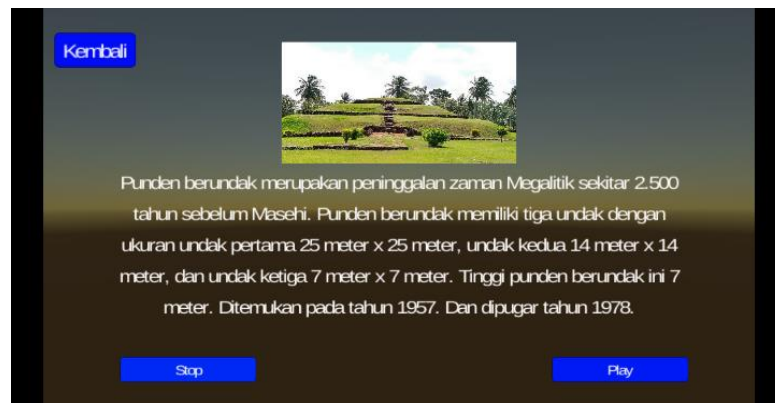 Kembali
Punden berundak merupakan peninggalan zaman Megalitik sekitar 2.500
tahun sebelum Masehi. Punden berundak memiliki tiga undak dengan
ukuran undak pertama 25 meter x 25 meter, undak kedua 14 meter x 14
meter, dan undak ketiga 7 meter x 7 meter. Tinggi punden berundak ini 7
meter. Ditemukan pada tahun 1957. Dan dipugar tahun 1978.
Stop
Play